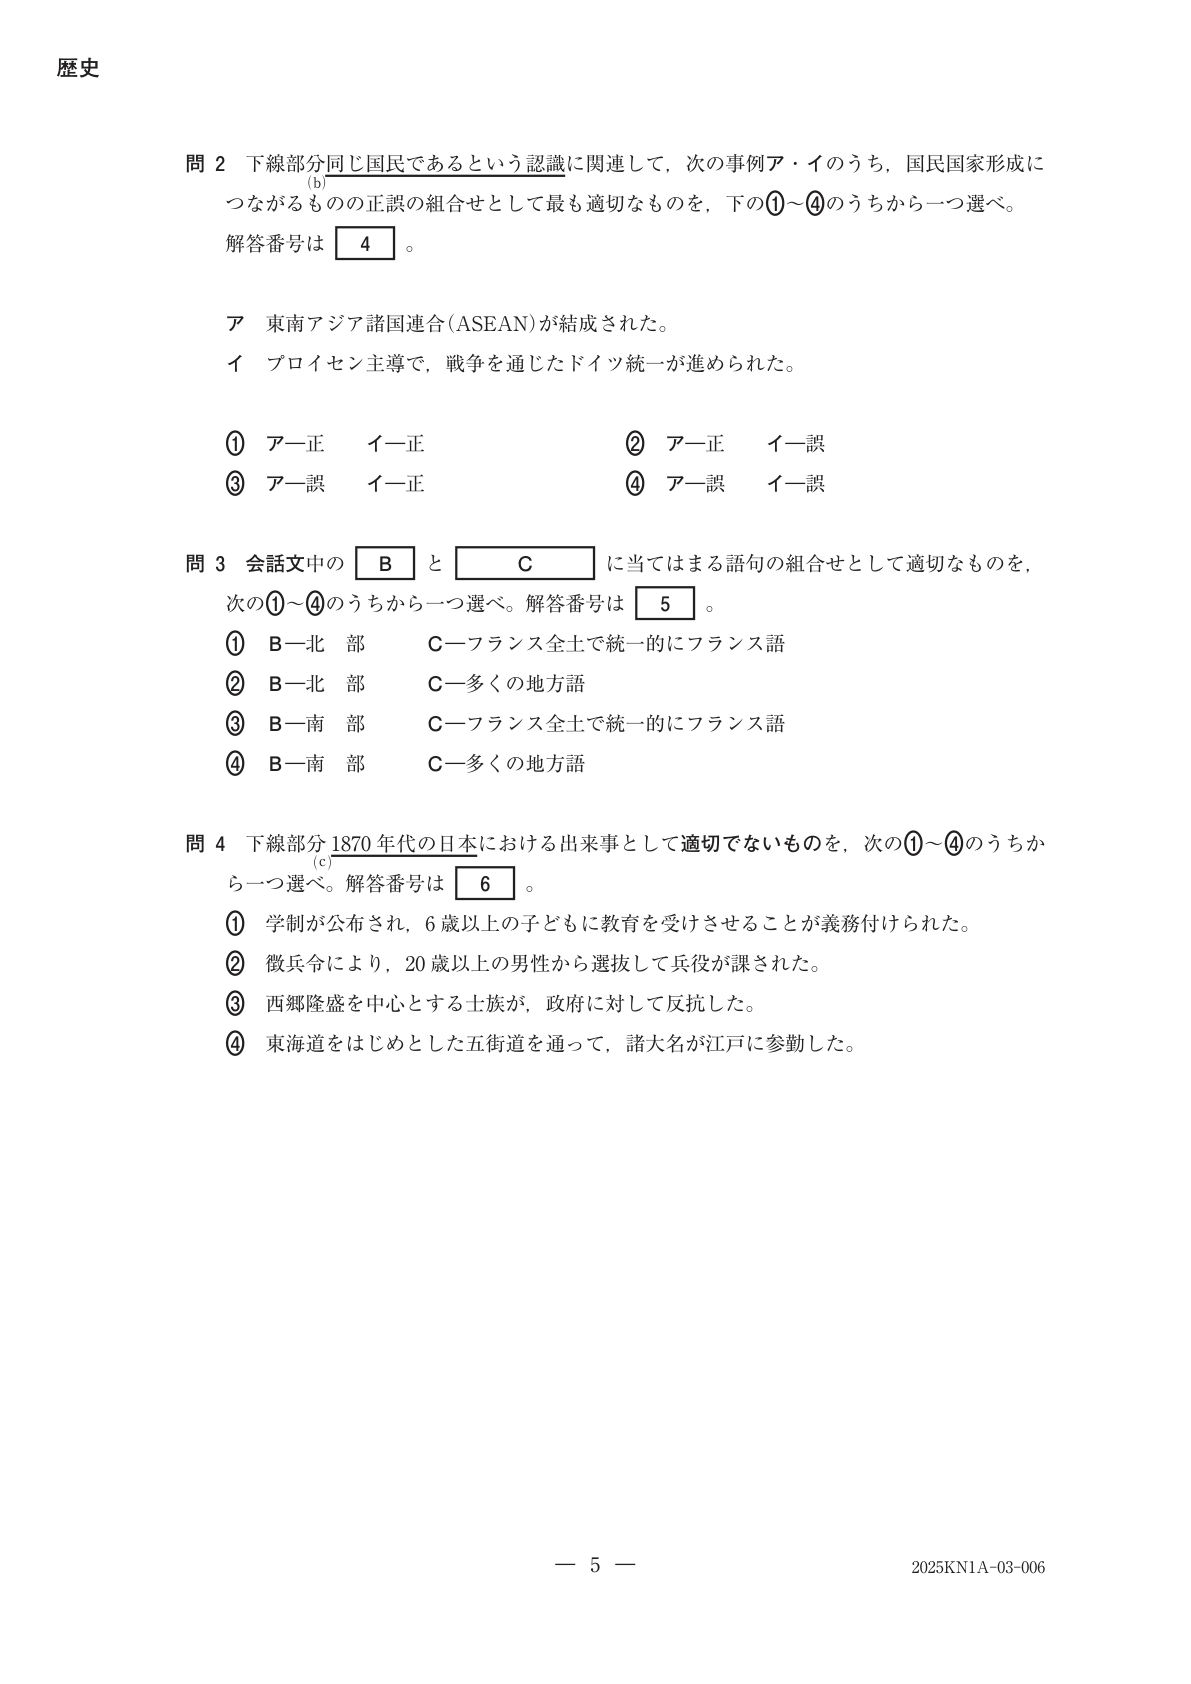 歴史
問 2 下線部分同じ国民であるという認識に関連して，次の事例ア・イのうち，国民国家形成に
(b)
つながるものの正誤の組合せとして最も適切なものを，下の①～④のうちから一つ選べ。
解答番号は 4 。
ア 東南アジア諸国連合(ASEAN)が結成された。
イ プロイセン主導で，戦争を通じたドイツ統一が進められた。
① ア―正 イ―正 ② ア―正 イ―誤
③ ア―誤 イ―正 ④ ア―誤 イ―誤
問 3 会話文中の B と C に当てはまる語句の組合せとして適切なものを，
次の①～④のうちから一つ選べ。解答番号は 5 。
① B―北 部 C―フランス全土で統一的にフランス語
② B―北 部 C―多くの地方語
③ B―南 部 C―フランス全土で統一的にフランス語
④ B―南 部 C―多くの地方語
問 4 下線部分1870 年代の日本における出来事として適切でないものを，次の①～④のうちか
(c)
ら一つ選べ。解答番号は 6 。
① 学制が公布され，6 歳以上の子どもに教育を受けさせることが義務付けられた。
② 徴兵令により，20 歳以上の男性から選抜して兵役が課された。
③ 西郷隆盛を中心とする士族が，政府に対して反抗した。
④ 東海道をはじめとした五街道を通って，諸大名が江戸に参勤した。
― 5 ―
2025KN1A-03-006